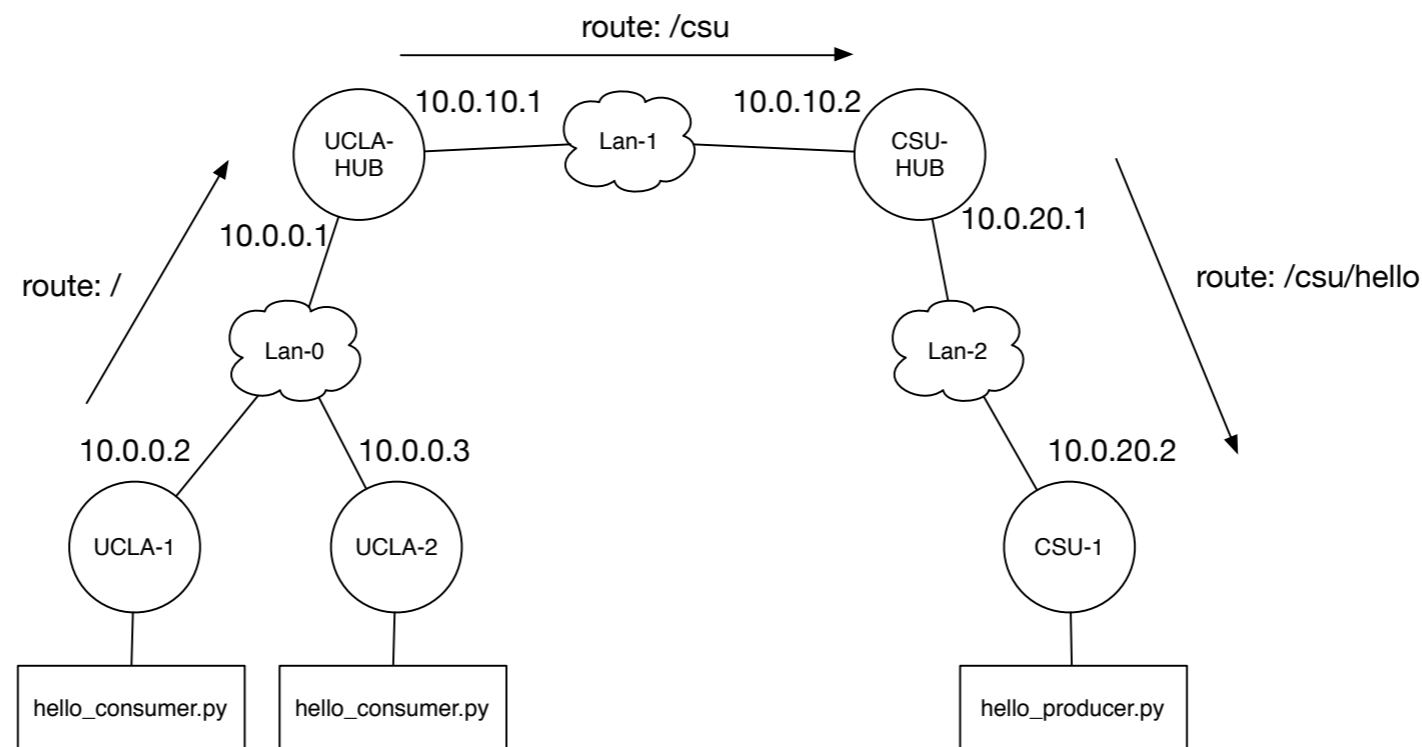 route: /csu
10.0.10.1
10.0.10.2
UCLA-
HUB
Lan-1
CSU-
HUB
10.0.0.1
10.0.20.1
route: /
route: /csu/hello
Lan-0
Lan-2
10.0.0.2
10.0.0.3
10.0.20.2
UCLA-1
UCLA-2
CSU-1
hello_consumer.py
hello_consumer.py
hello_producer.py